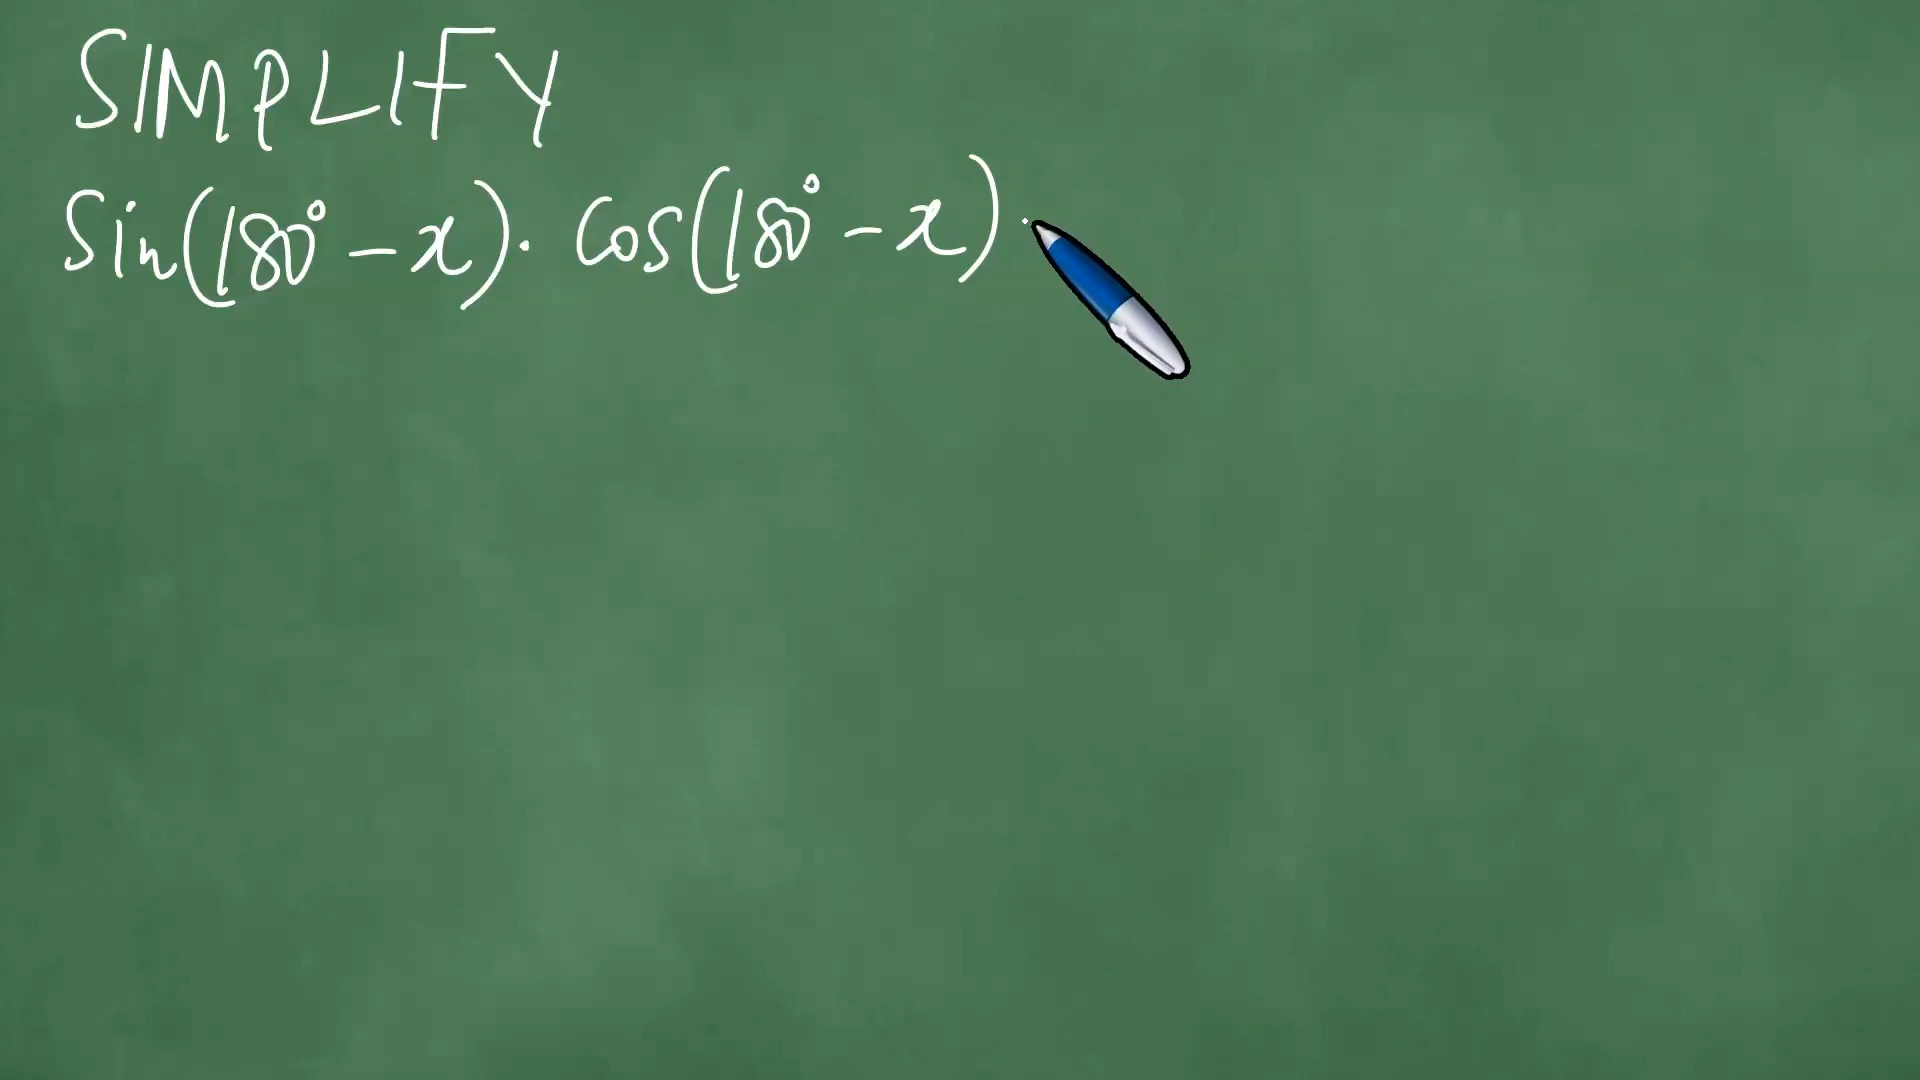 SIMPLIFY
Sin(180° - x) · Cos(180° - x) ·